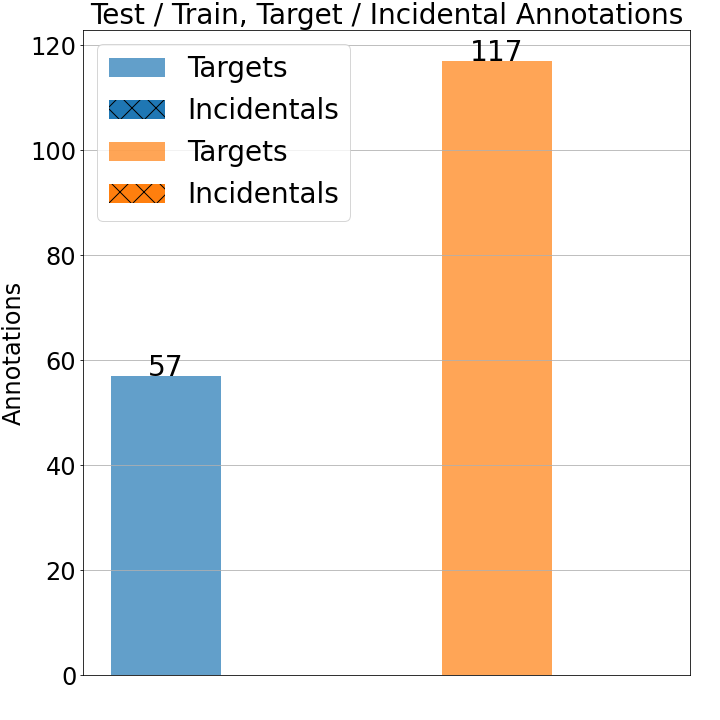 Test / Train, Target / Incidental Annotations
Annotations
120
100
80
60
40
20
0
Targets
Incidentals
Targets
Incidentals
57
117